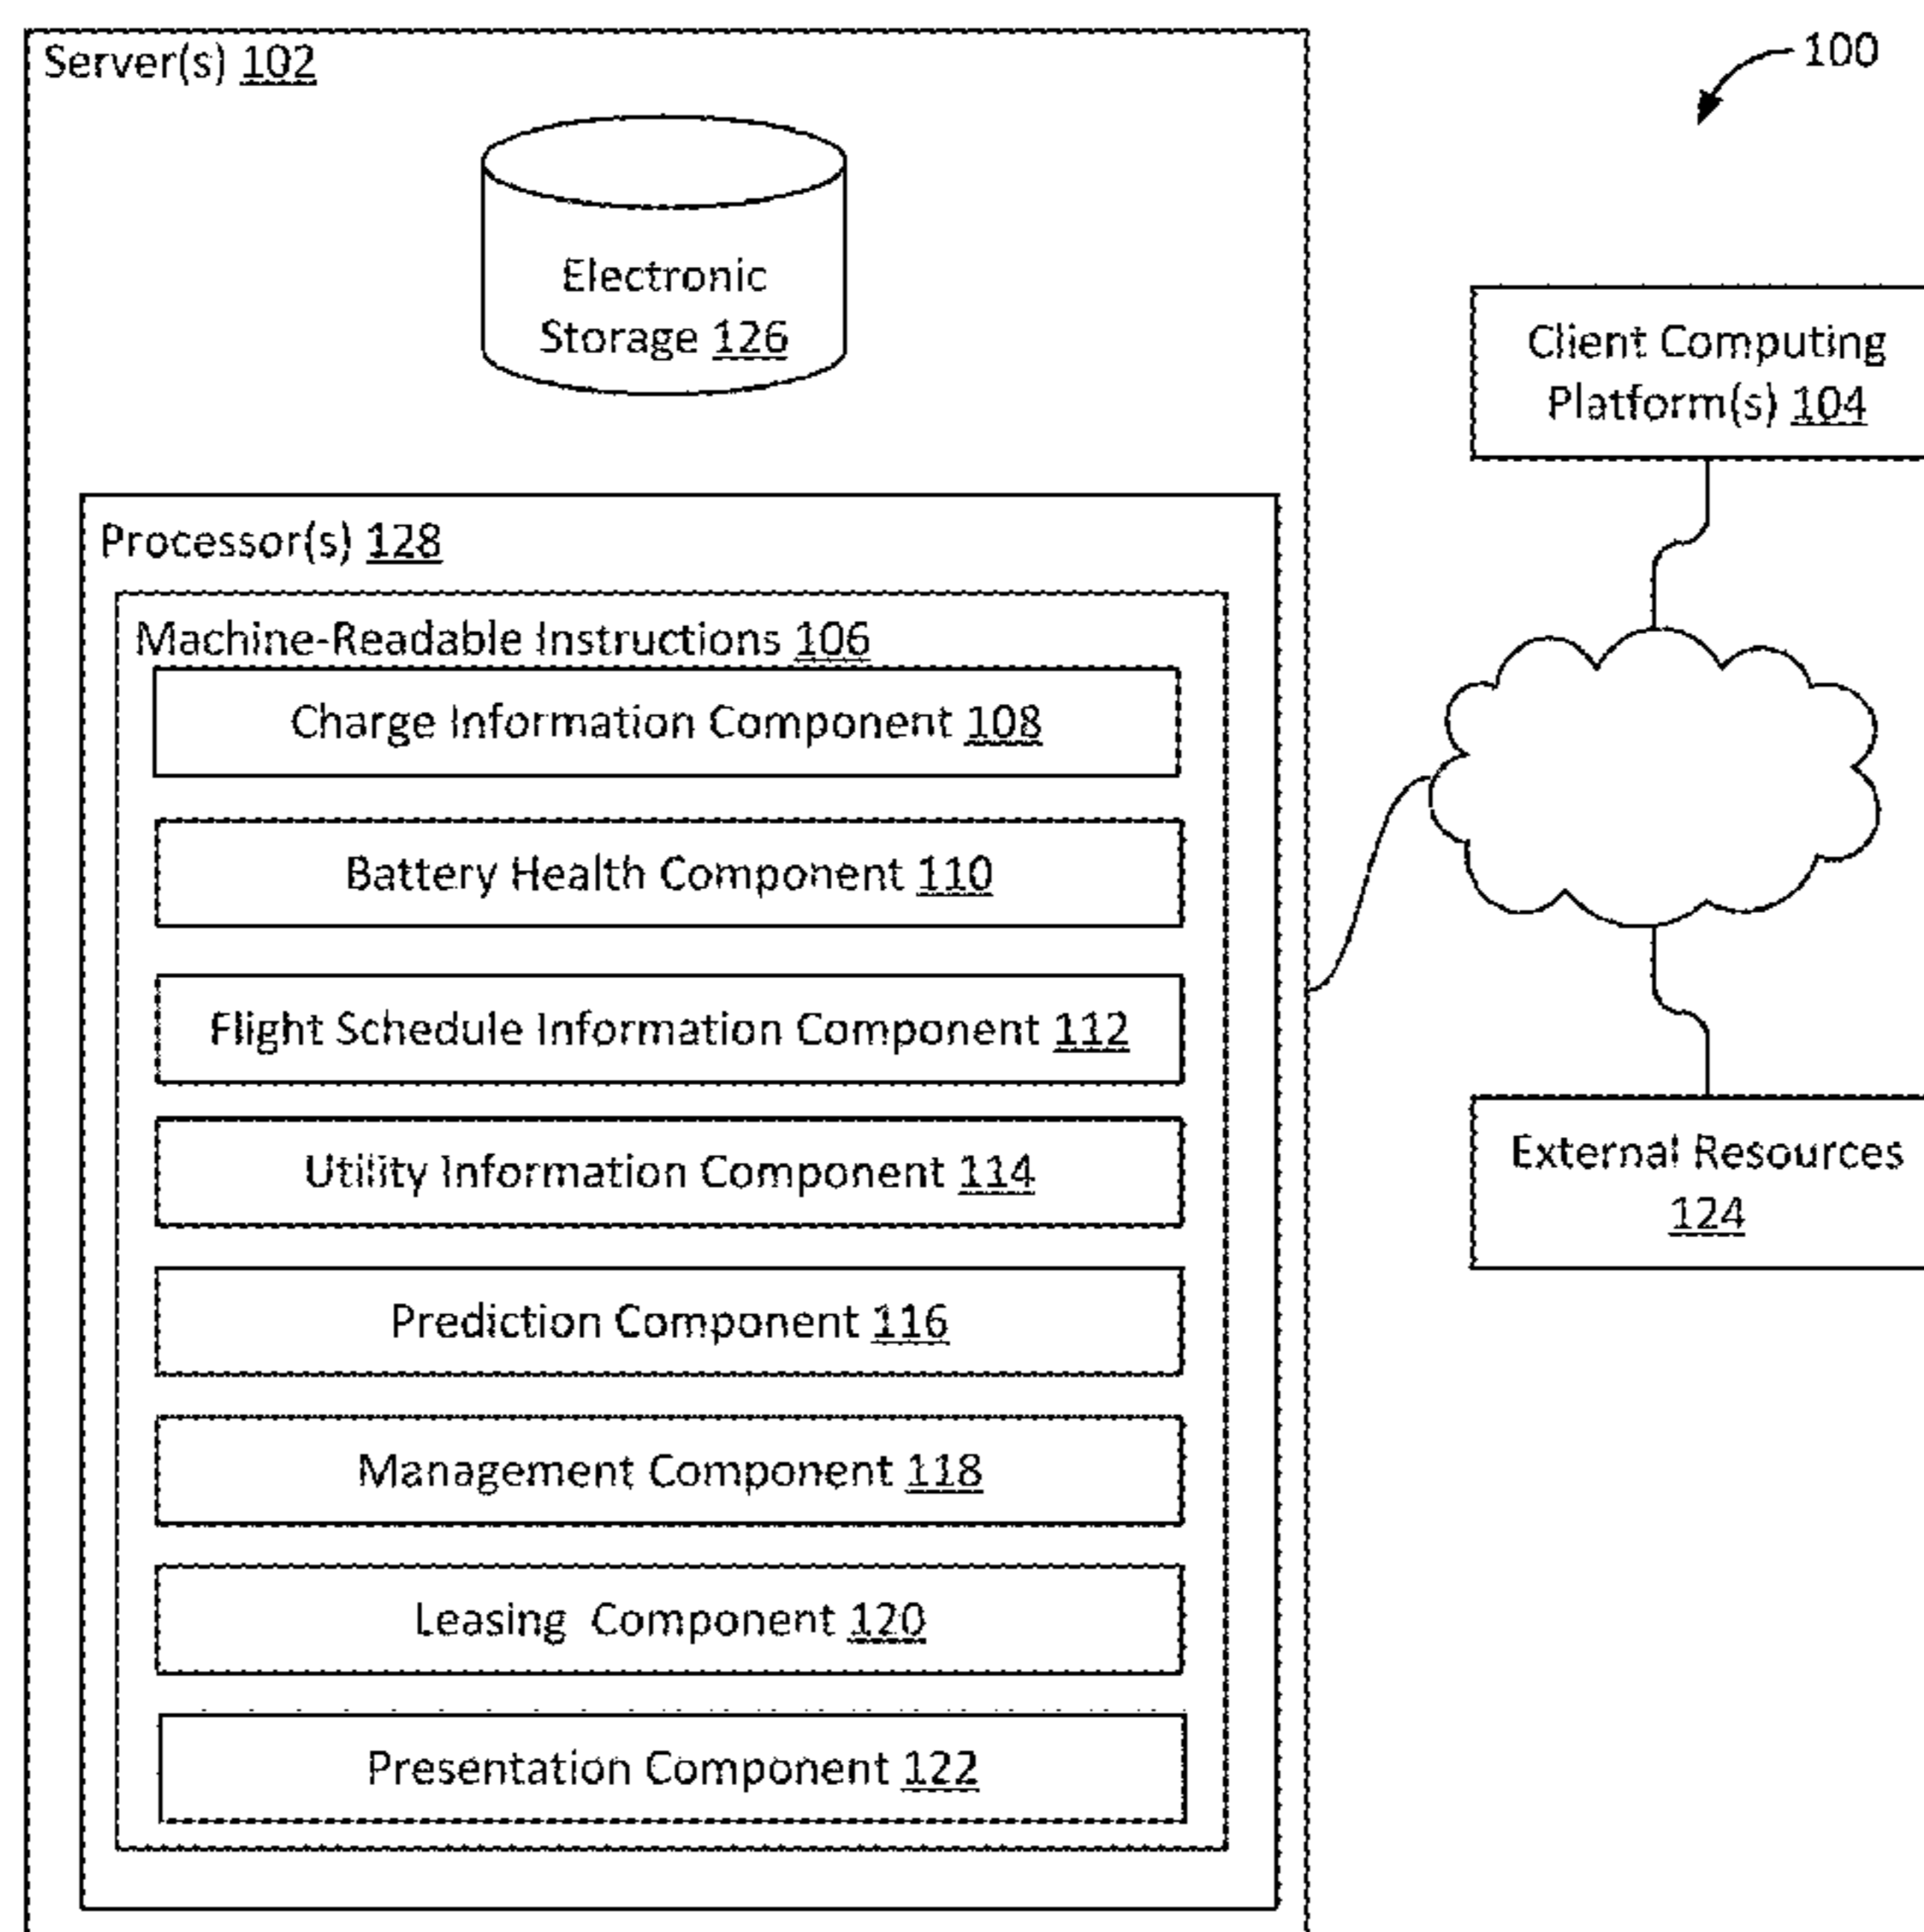 Server(s) 102
100
Electronic
Storage 126
Client Computing
Platform(s) 104
Processor(s) 128
Machine-Readable Instructions 106
Charge Information Component 108
Battery Health Component 110
Flight Schedule Information Component 112
Utility Information Component 114
External Resources
124
Prediction Component 116
Management Component 118
Leasing Component 120
Presentation Component 122